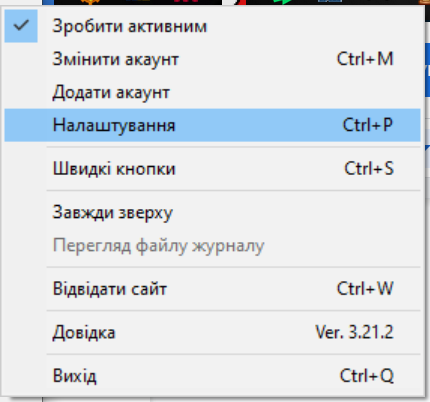 Зробити активним
Змінити акаунт Ctrl+M
Додати акаунт
Налаштування Ctrl+P
Швидкі кнопки Ctrl+S
Завжди зверху
Перегляд файлу журналу
Відвідати сайт Ctrl+W
Довідка Ver. 3.21.2
Вихід Ctrl+Q